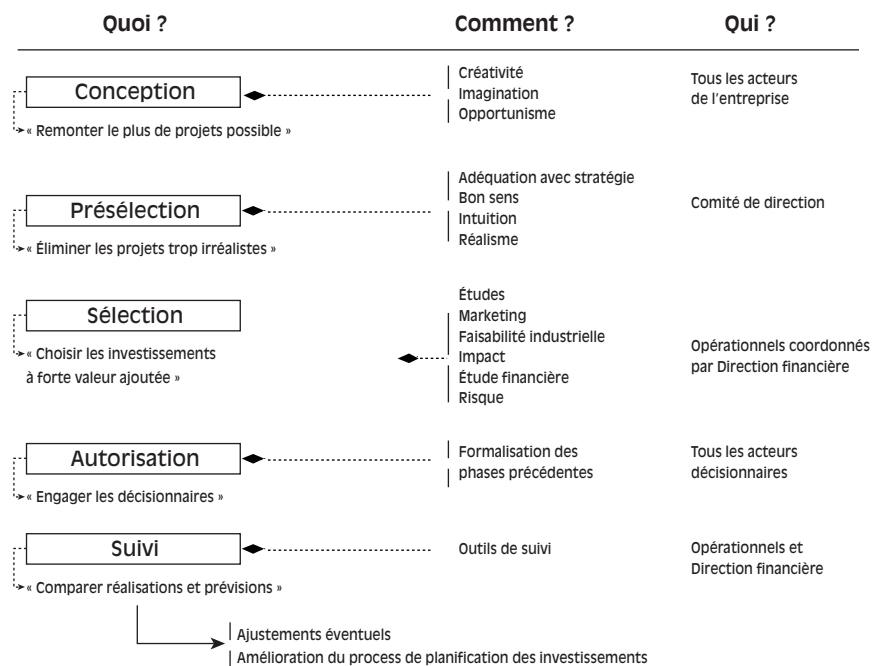 Quoi ?
Comment ?
Qui ?
Conception
« Remonter le plus de projets possible »
Créativité
Imagination
Opportunisme
Tous les acteurs
de l'entreprise
Présélection
« Éliminer les projets trop irréalistes »
Adéquation avec stratégie
Bon sens
Intuition
Réalisme
Comité de direction
Sélection
« Choisir les investissements
à forte valeur ajoutée »
Études
Marketing
Faisabilité industrielle
Impact
Étude financière
Risque
Opérationnels coordonnés
par Direction financière
Autorisation
« Engager les décisionnaires »
Formalisation des
phases précédentes
Tous les acteurs
décisionnaires
Suivi
« Comparer réalisations et prévisions »
Outils de suivi
Opérationnels et
Direction financière
Ajustements éventuels
Amélioration du process de planification des investissements